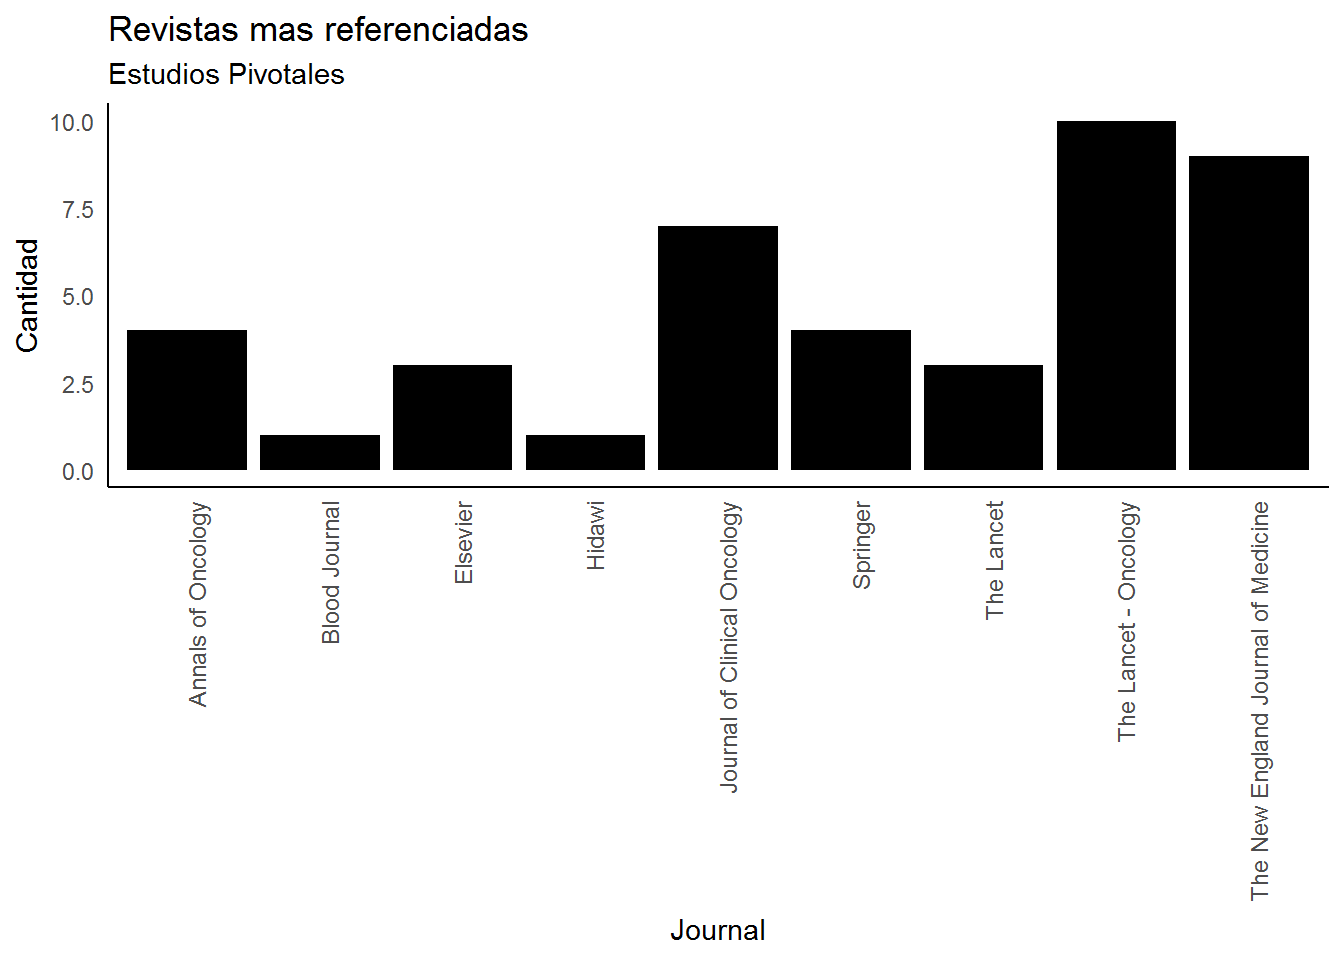 Revistas mas referenciadas
Estudios Pivotales
10.0
7.5
5.0
2.5
0.0
Cantidad
Annals of Oncology
Blood Journal
Elsevier
Hidawi
Journal of Clinical Oncology
Springer
The Lancet
The Lancet - Oncology
The New England Journal of Medicine
Journal